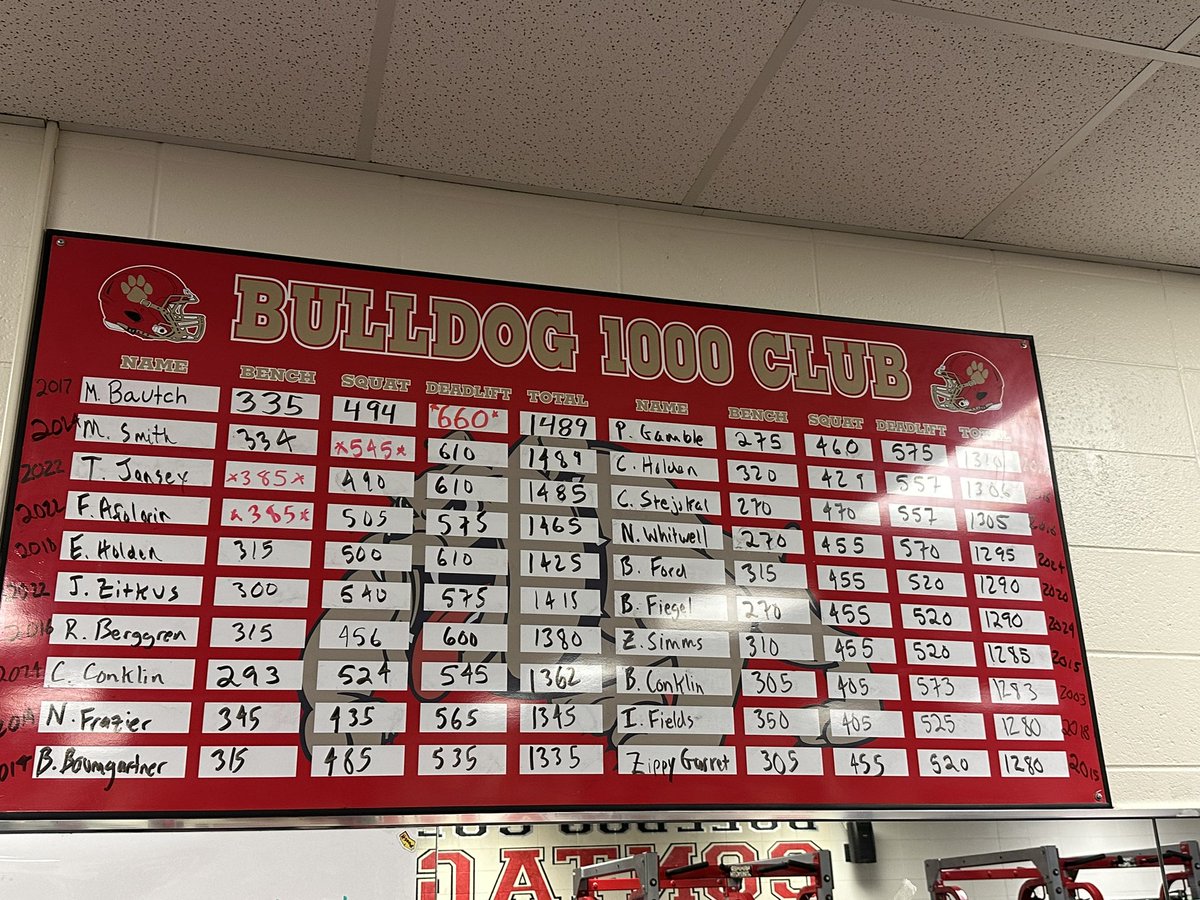 BULLDOG 1000 CLUB
NAME BENCH SQUAT DEADLIFT TOTAL
2017 M. Bautch 335 494 *660* 1489
M. Smith 334 *545* 610 1489
2022 T. Jansex *385* 490 610 1485
2022 F. Afolorin *385* 505 575 1465
2018 E. Holden 315 500 610 1425
2022 J. Zitkus 300 540 575 1415
2016 R. Berggren 315 456 600 1380
2024 C. Conklin 293 524 545 1362
2019 N. Frazier 345 435 565 1345
2014 B. Baumgartner 315 485 535 1335
NAME BENCH SQUAT DEADLIFT TOTAL
P. Gamble 275 460 575 1310
C. Holden 320 429 557 1306
C. Stejskal 270 470 557 1305 2016
N. Whitwell 270 455 570 1295 2024
B. Ford 315 455 520 1290 2020
B. Fiegel 270 455 520 1290 2024
Z. Simms 310 455 520 1285 2015
B. Conklin 305 405 573 1283 2003
I. Fields 350 405 525 1280 2018
Zippy Garret 305 455 520 1280 2015